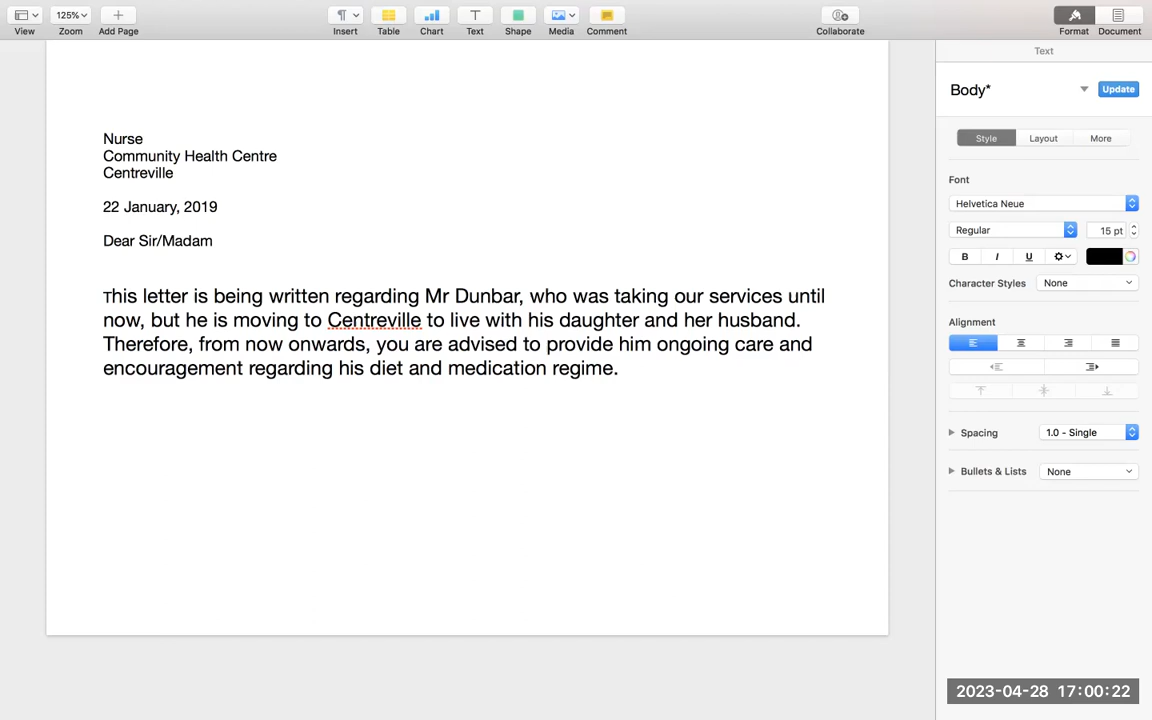 View
125%
Zoom
Add Page
Insert
Table
Chart
Text
Shape
Media
Comment
Collaborate
Format
Document
Text
Body*
Update
Style
Layout
More
Font
Helvetica Neue
Regular
15 pt
B
I
U
Character Styles
None
Alignment
Spacing
1.0 - Single
Bullets & Lists
None
Nurse
Community Health Centre
Centreville
22 January, 2019
Dear Sir/Madam
This letter is being written regarding Mr Dunbar, who was taking our services until
now, but he is moving to Centreville to live with his daughter and her husband.
Therefore, from now onwards, you are advised to provide him ongoing care and
encouragement regarding his diet and medication regime.
2023-04-28 17:00:22